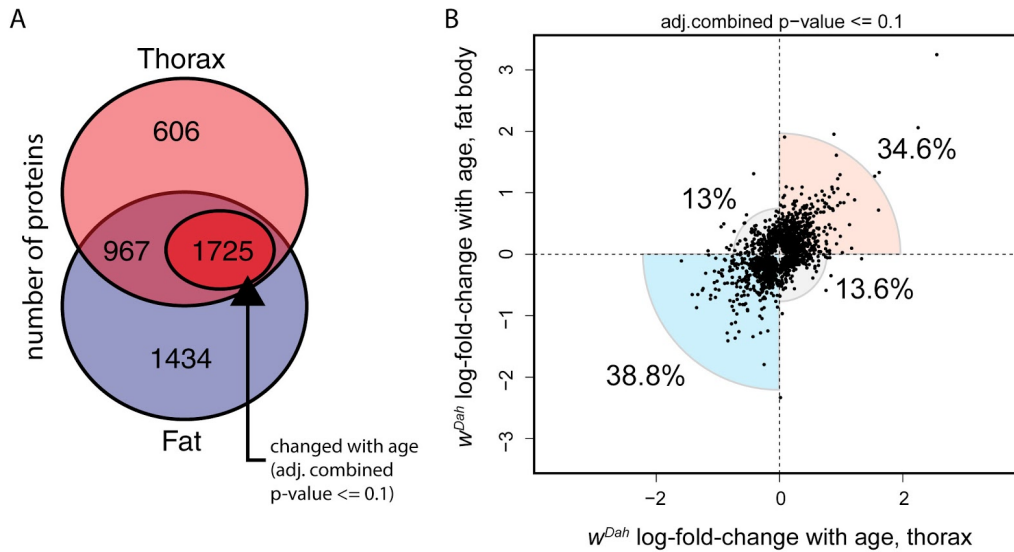 A
Thorax
606
number of proteins
967
1725
1434
Fat
changed with age
(adj. combined
p-value <= 0.1)
B
adj.combined p−value <= 0.1
w^Dah log-fold-change with age, fat body
3
2
1
0
−1
−2
−3
34.6%
13%
13.6%
38.8%
−2
0
2
w^Dah log-fold-change with age, thorax